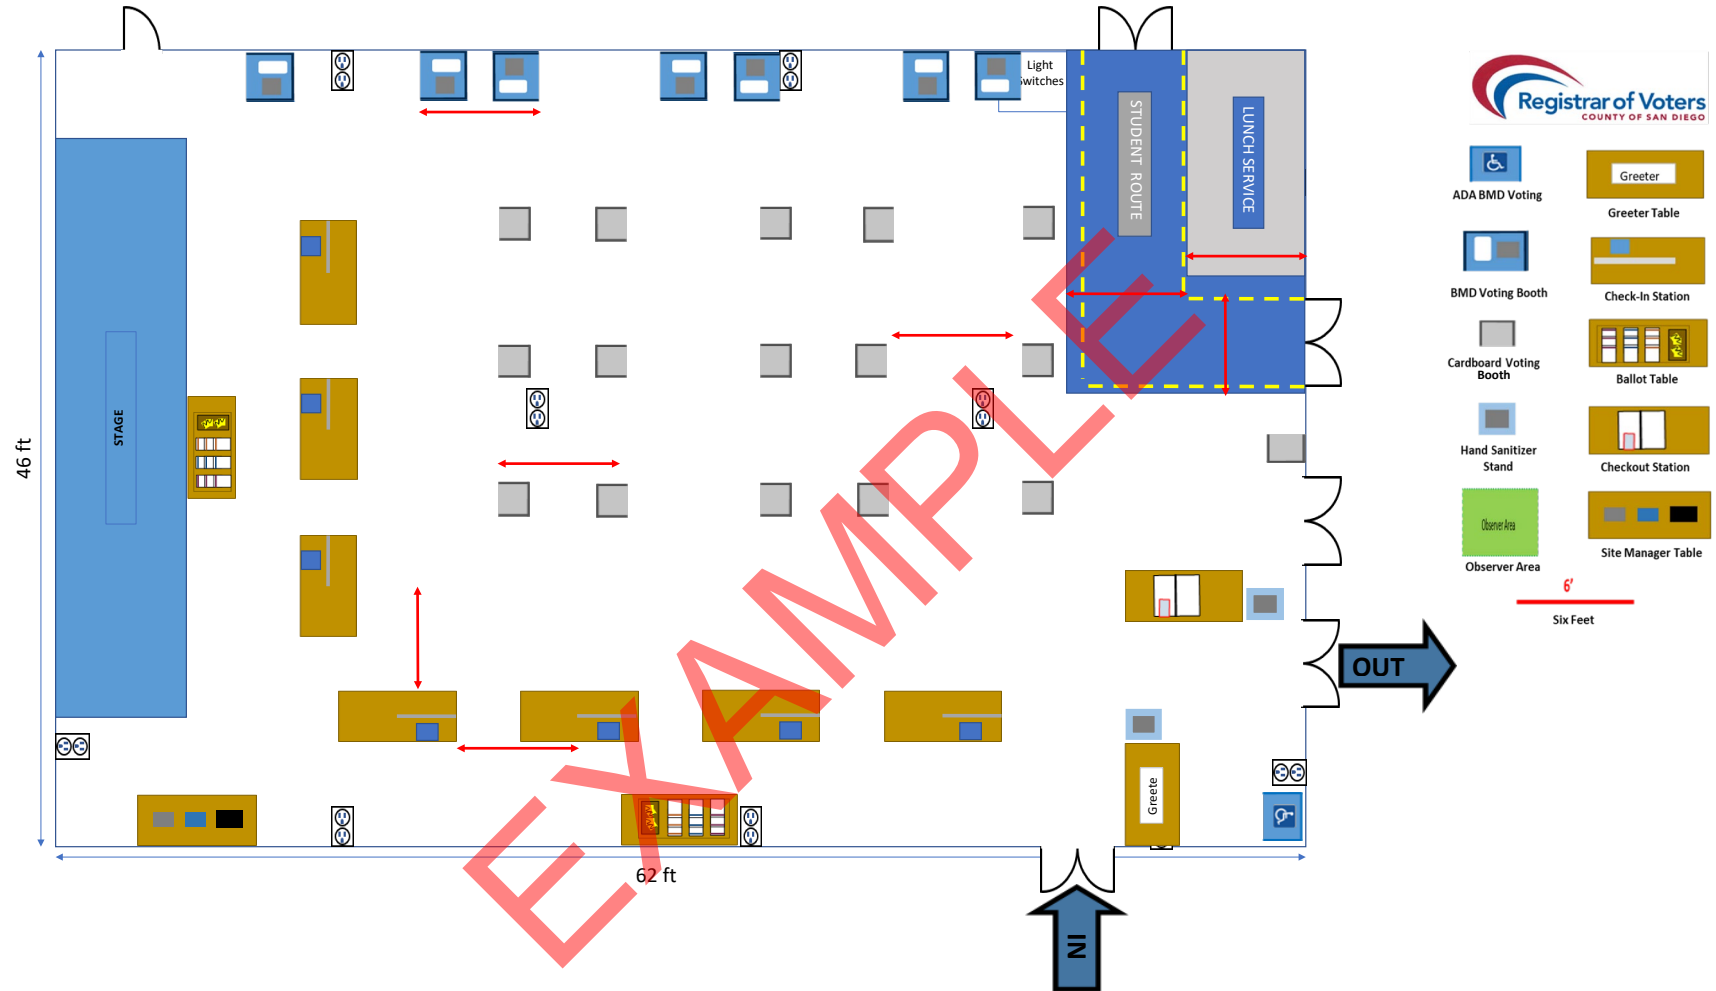 Light
Switches
STUDENT ROUTE
LUNCH SERVICE
STAGE
46 ft
62 ft
EXAMPLE
Greete
IN
OUT
Registrar of Voters
COUNTY OF SAN DIEGO
ADA BMD Voting
Greeter
Greeter Table
BMD Voting Booth
Check-In Station
Cardboard Voting
Booth
Ballot Table
Hand Sanitizer
Stand
Checkout Station
Observer Area
Observer Area
Site Manager Table
6'
Six Feet